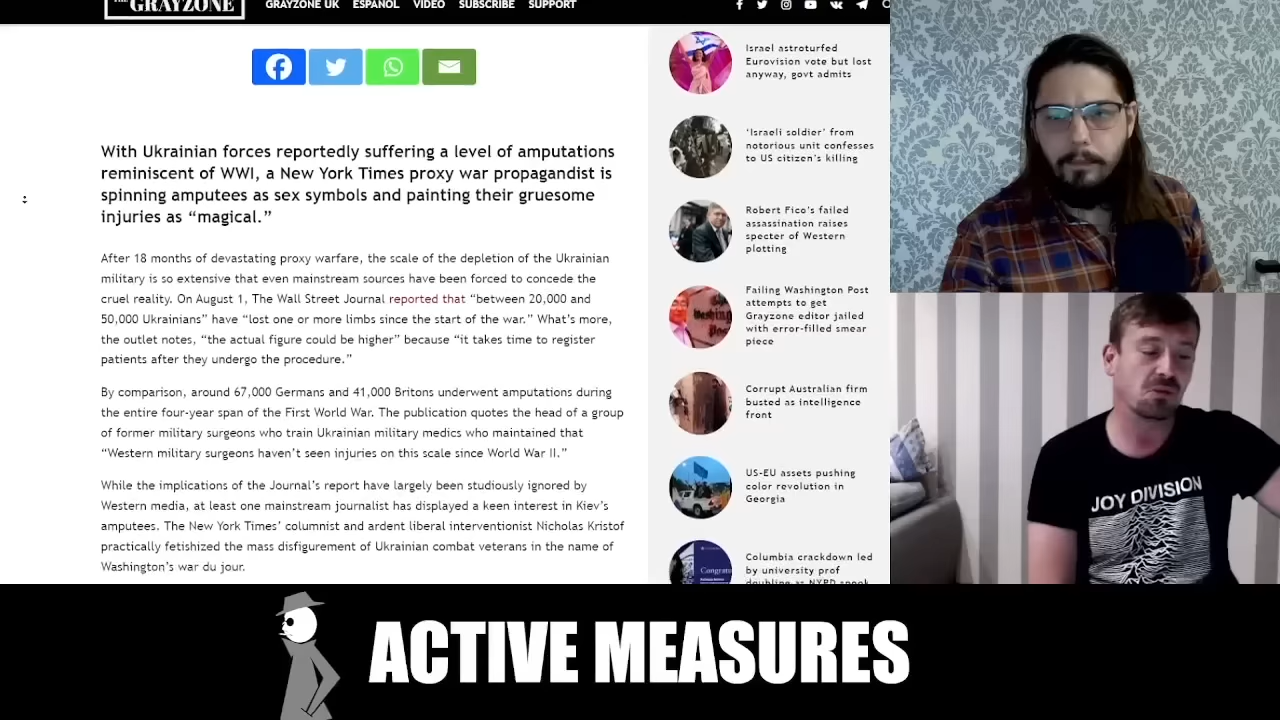 THE
GRAYZONE
GRAYZONE UK ESPAÑOL VIDEO SUBSCRIBE SUPPORT
With Ukrainian forces reportedly suffering a level of amputations
reminiscent of WWI, a New York Times proxy war propagandist is
spinning amputees as sex symbols and painting their gruesome
injuries as “magical.”
After 18 months of devastating proxy warfare, the scale of the depletion of the Ukrainian
military is so extensive that even mainstream sources have been forced to concede the
cruel reality. On August 1, The Wall Street Journal reported that “between 20,000 and
50,000 Ukrainians” have “lost one or more limbs since the start of the war.” What’s more,
the outlet notes, “the actual figure could be higher” because “it takes time to register
patients after they undergo the procedure.”
By comparison, around 67,000 Germans and 41,000 Britons underwent amputations during
the entire four-year span of the First World War. The publication quotes the head of a group
of former military surgeons who train Ukrainian military medics who maintained that
“Western military surgeons haven’t seen injuries on this scale since World War II.”
While the implications of the Journal’s report have largely been studiously ignored by
Western media, at least one mainstream journalist has displayed a keen interest in Kiev’s
amputees. The New York Times’ columnist and ardent liberal interventionist Nicholas Kristof
practically fetishized the mass disfigurement of Ukrainian combat veterans in the name of
Washington’s war du jour.
Israel astroturfed
Eurovision vote but lost
anyway, govt admits
‘Israeli soldier’ from
notorious unit confesses
to US citizen’s killing
Robert Fico’s failed
assassination raises
specter of Western
plotting
Failing Washington Post
attempts to get
Grayzone editor jailed
with error-filled smear
piece
Corrupt Australian firm
busted as intelligence
front
US-EU assets pushing
color revolution in
Georgia
Columbia crackdown led
by university prof
doubling as NYPD spook
Congrat
JOY DIVISION
ACTIVE MEASURES